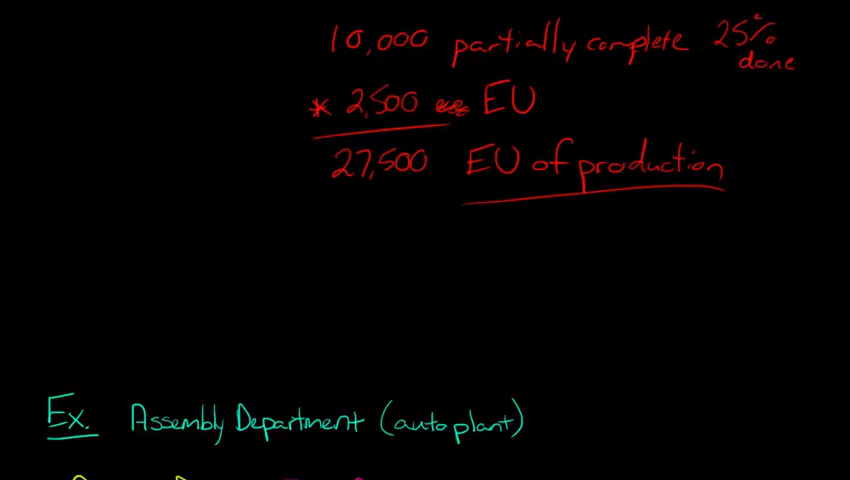 10,000 partially complete 25% done
* 2,500 EU
27,500 EU of production
Ex. Assembly Department (auto plant)